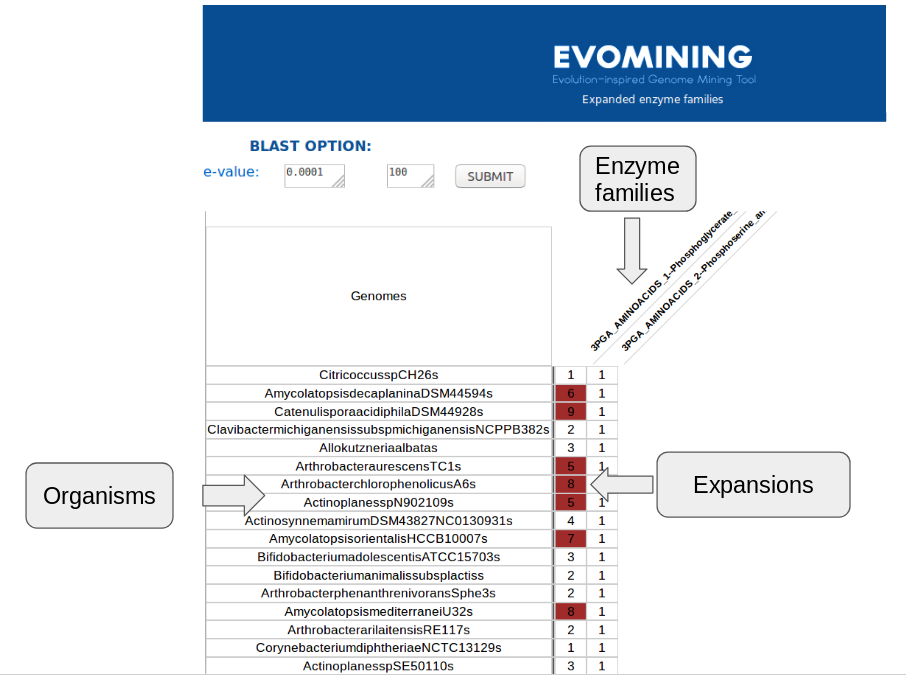 EVOMINING
Evolution-inspired Genome Mining Tool
Expanded enzyme families
BLAST OPTION:
e-value: 0.0001 100 SUBMIT
Enzyme
families
3PGA_AMINOACIDS_1--Phosphoglycerate_
3PGA_AMINOACIDS_2--Phosphoserine_
Genomes
CitricoccusspCH26s 1 1
AmycolatopsisdecaplaninaDSM44594s 6 1
CatenulisporaacidiphilaDSM44928s 9 1
ClavibactermichiganensissubspmichiganensisNCPPB382s 2 1
Allokutzneriaalbatas 3 1
ArthrobacteraurescensTC1s 5 1
ArthrobacterchlorophenolicusA6s 8
ActinoplanesspN902109s 5 1
ActinosynnemamirumDSM43827NC0130931s 4 1
AmycolatopsisorientalisHCCB10007s 7 1
BifidobacteriumadolescentisATCC15703s 3 1
Bifidobacteriumanimalissubsplactiss 2 1
ArthrobacterphenanthrenivoransSphe3s 2 1
AmycolatopsismediterraneiU32s 8 1
ArthrobacterarilaitensisRE117s 2 1
CorynebacteriumdiphtheriaeNCTC13129s 1 1
ActinoplanesspSE50110s 3 1
Organisms
Expansions